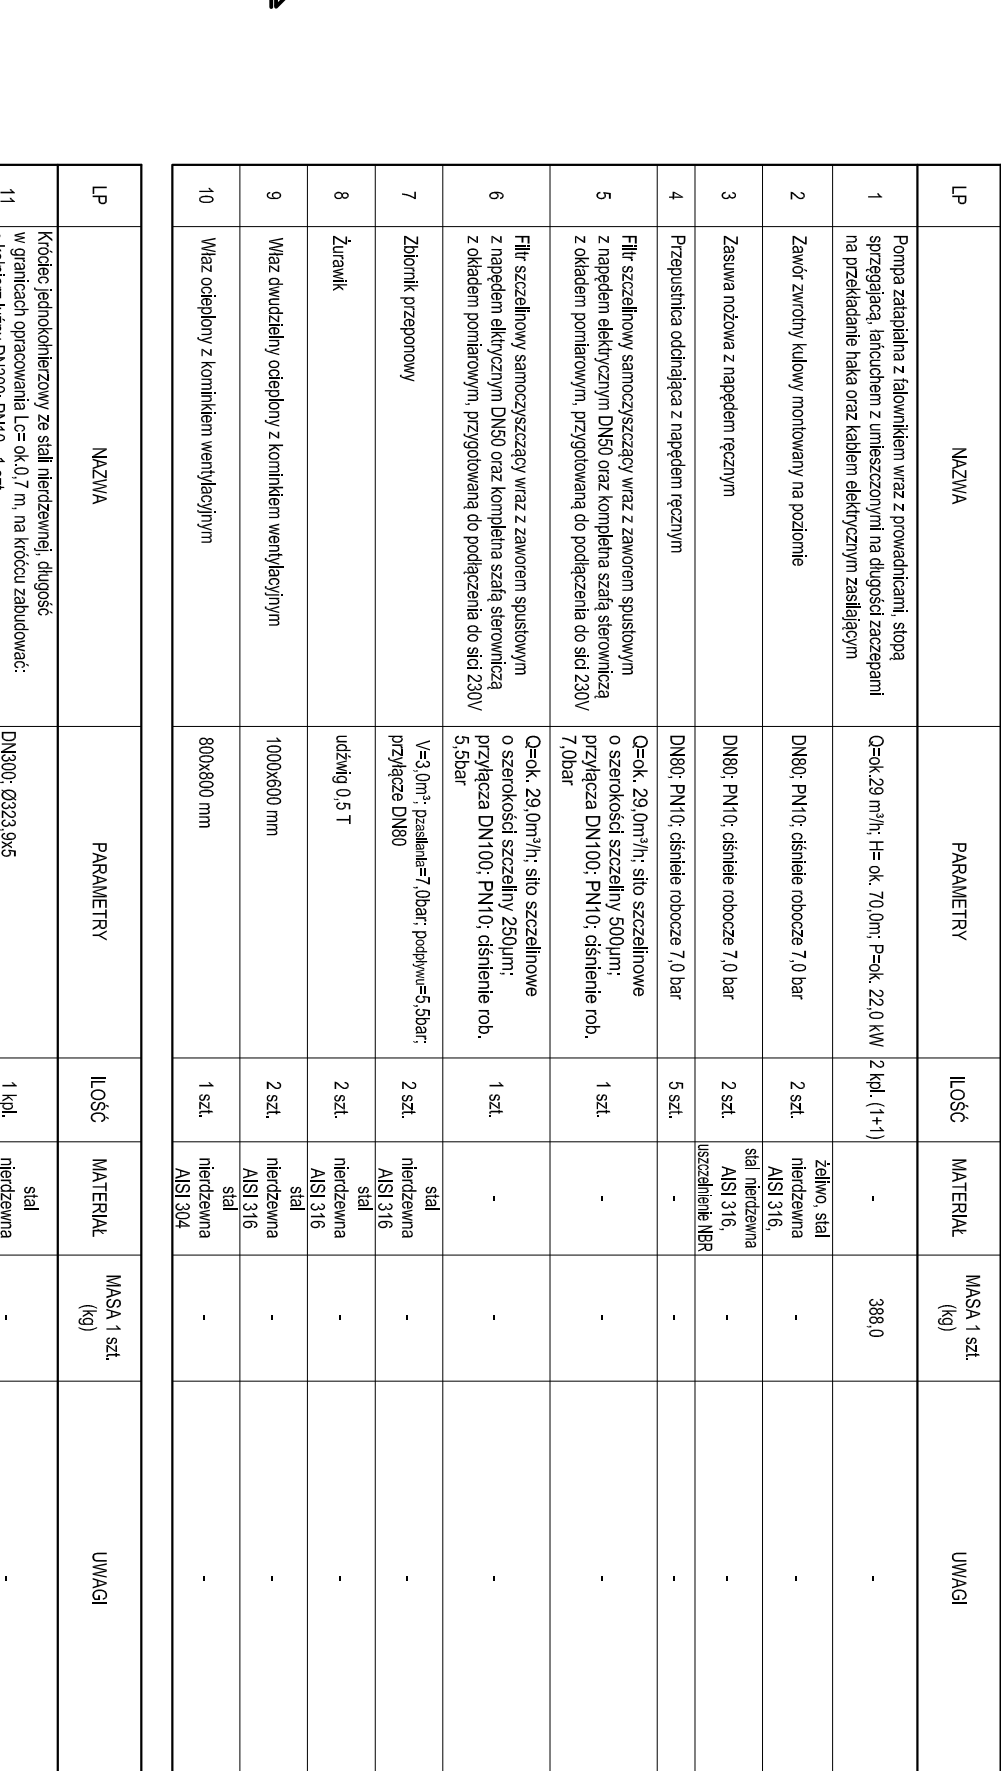 LP
NAZWA
PARAMETRY
ILOŚĆ
MATERIAŁ
MASA 1 szt.
(kg)
UWAGI
1
Pompa zatapialna z falownikiem wraz z prowadnicami, stopą
sprzęgajacą, łańcuchem z umieszczonymi na długości zaczepami
na przekładanie haka oraz kablem elektrycznym zasilającym
Q=ok.29 m³/h; H= ok. 70,0m; P=ok. 22,0 kW
2 kpl. (1+1)
-
388,0
-
2
Zawór zwrotny kulowy montowany na poziomie
DN80; PN10; ciśnieie robocze 7,0 bar
2 szt.
żeliwo, stal
nierdzewna
AISI 316,
-
-
3
Zasuwa nożowa z napędem ręcznym
DN80; PN10; ciśnieie robocze 7,0 bar
2 szt.
stal nierdzewna
AISI 316,
uszczelnienie NBR
-
-
4
Przepustnica odcinająca z napędem ręcznym
DN80; PN10; ciśnieie robocze 7,0 bar
5 szt.
-
-
-
5
Filtr szczelinowy samoczyszczący wraz z zaworem spustowym
z napędem elektrycznym DN50 oraz kompletna szafą sterowniczą
z okładem pomiarowym, przygotowaną do podłączenia do sici 230V
Q=ok. 29,0m³/h; sito szczelinowe
o szerokości szczeliny 500μm;
przyłącza DN100; PN10; ciśnienie rob.
7,0bar
1 szt.
-
-
-
6
Filtr szczelinowy samoczyszczący wraz z zaworem spustowym
z napędem elktrycznym DN50 oraz kompletna szafą sterowniczą
z okładem pomiarowym, przygotowaną do podłączenia do sici 230V
Q=ok. 29,0m³/h; sito szczelinowe
o szerokości szczeliny 250μm;
przyłącza DN100; PN10; ciśnienie rob.
5,5bar
1 szt.
-
-
-
7
Zbiornik przeponowy
V=3,0m³; pzasilania=7,0bar; podpływu=5,5bar;
przyłącze DN80
2 szt.
stal
nierdzewna
AISI 316
-
-
8
Żurawik
udźwig 0,5 T
2 szt.
stal
nierdzewna
AISI 316
-
-
9
Właz dwudzielny ocieplony z kominkiem wentylacyjnym
1000x600 mm
2 szt.
stal
nierdzewna
AISI 316
-
-
10
Właz ocieplony z kominkiem wentylacyjnym
800x800 mm
1 szt.
stal
nierdzewna
AISI 304
-
-
LP
NAZWA
PARAMETRY
ILOŚĆ
MATERIAŁ
MASA 1 szt.
(kg)
UWAGI
11
Króciec jednokołnierzowy ze stali nierdzewnej, długość
w granicach opracowania Lc= ok.0,7 m, na króćcu zabudować:
DN300; Ø323,9x5
1 kpl.
stal
nierdzewna
-
-